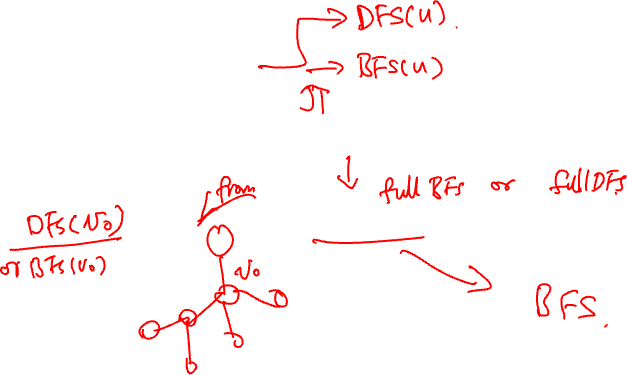 DFS(u).
BFS(u)
JT
full BFS or full DFS
from
DFS(v₀)
or BFS(v₀)
v₀
BFS.